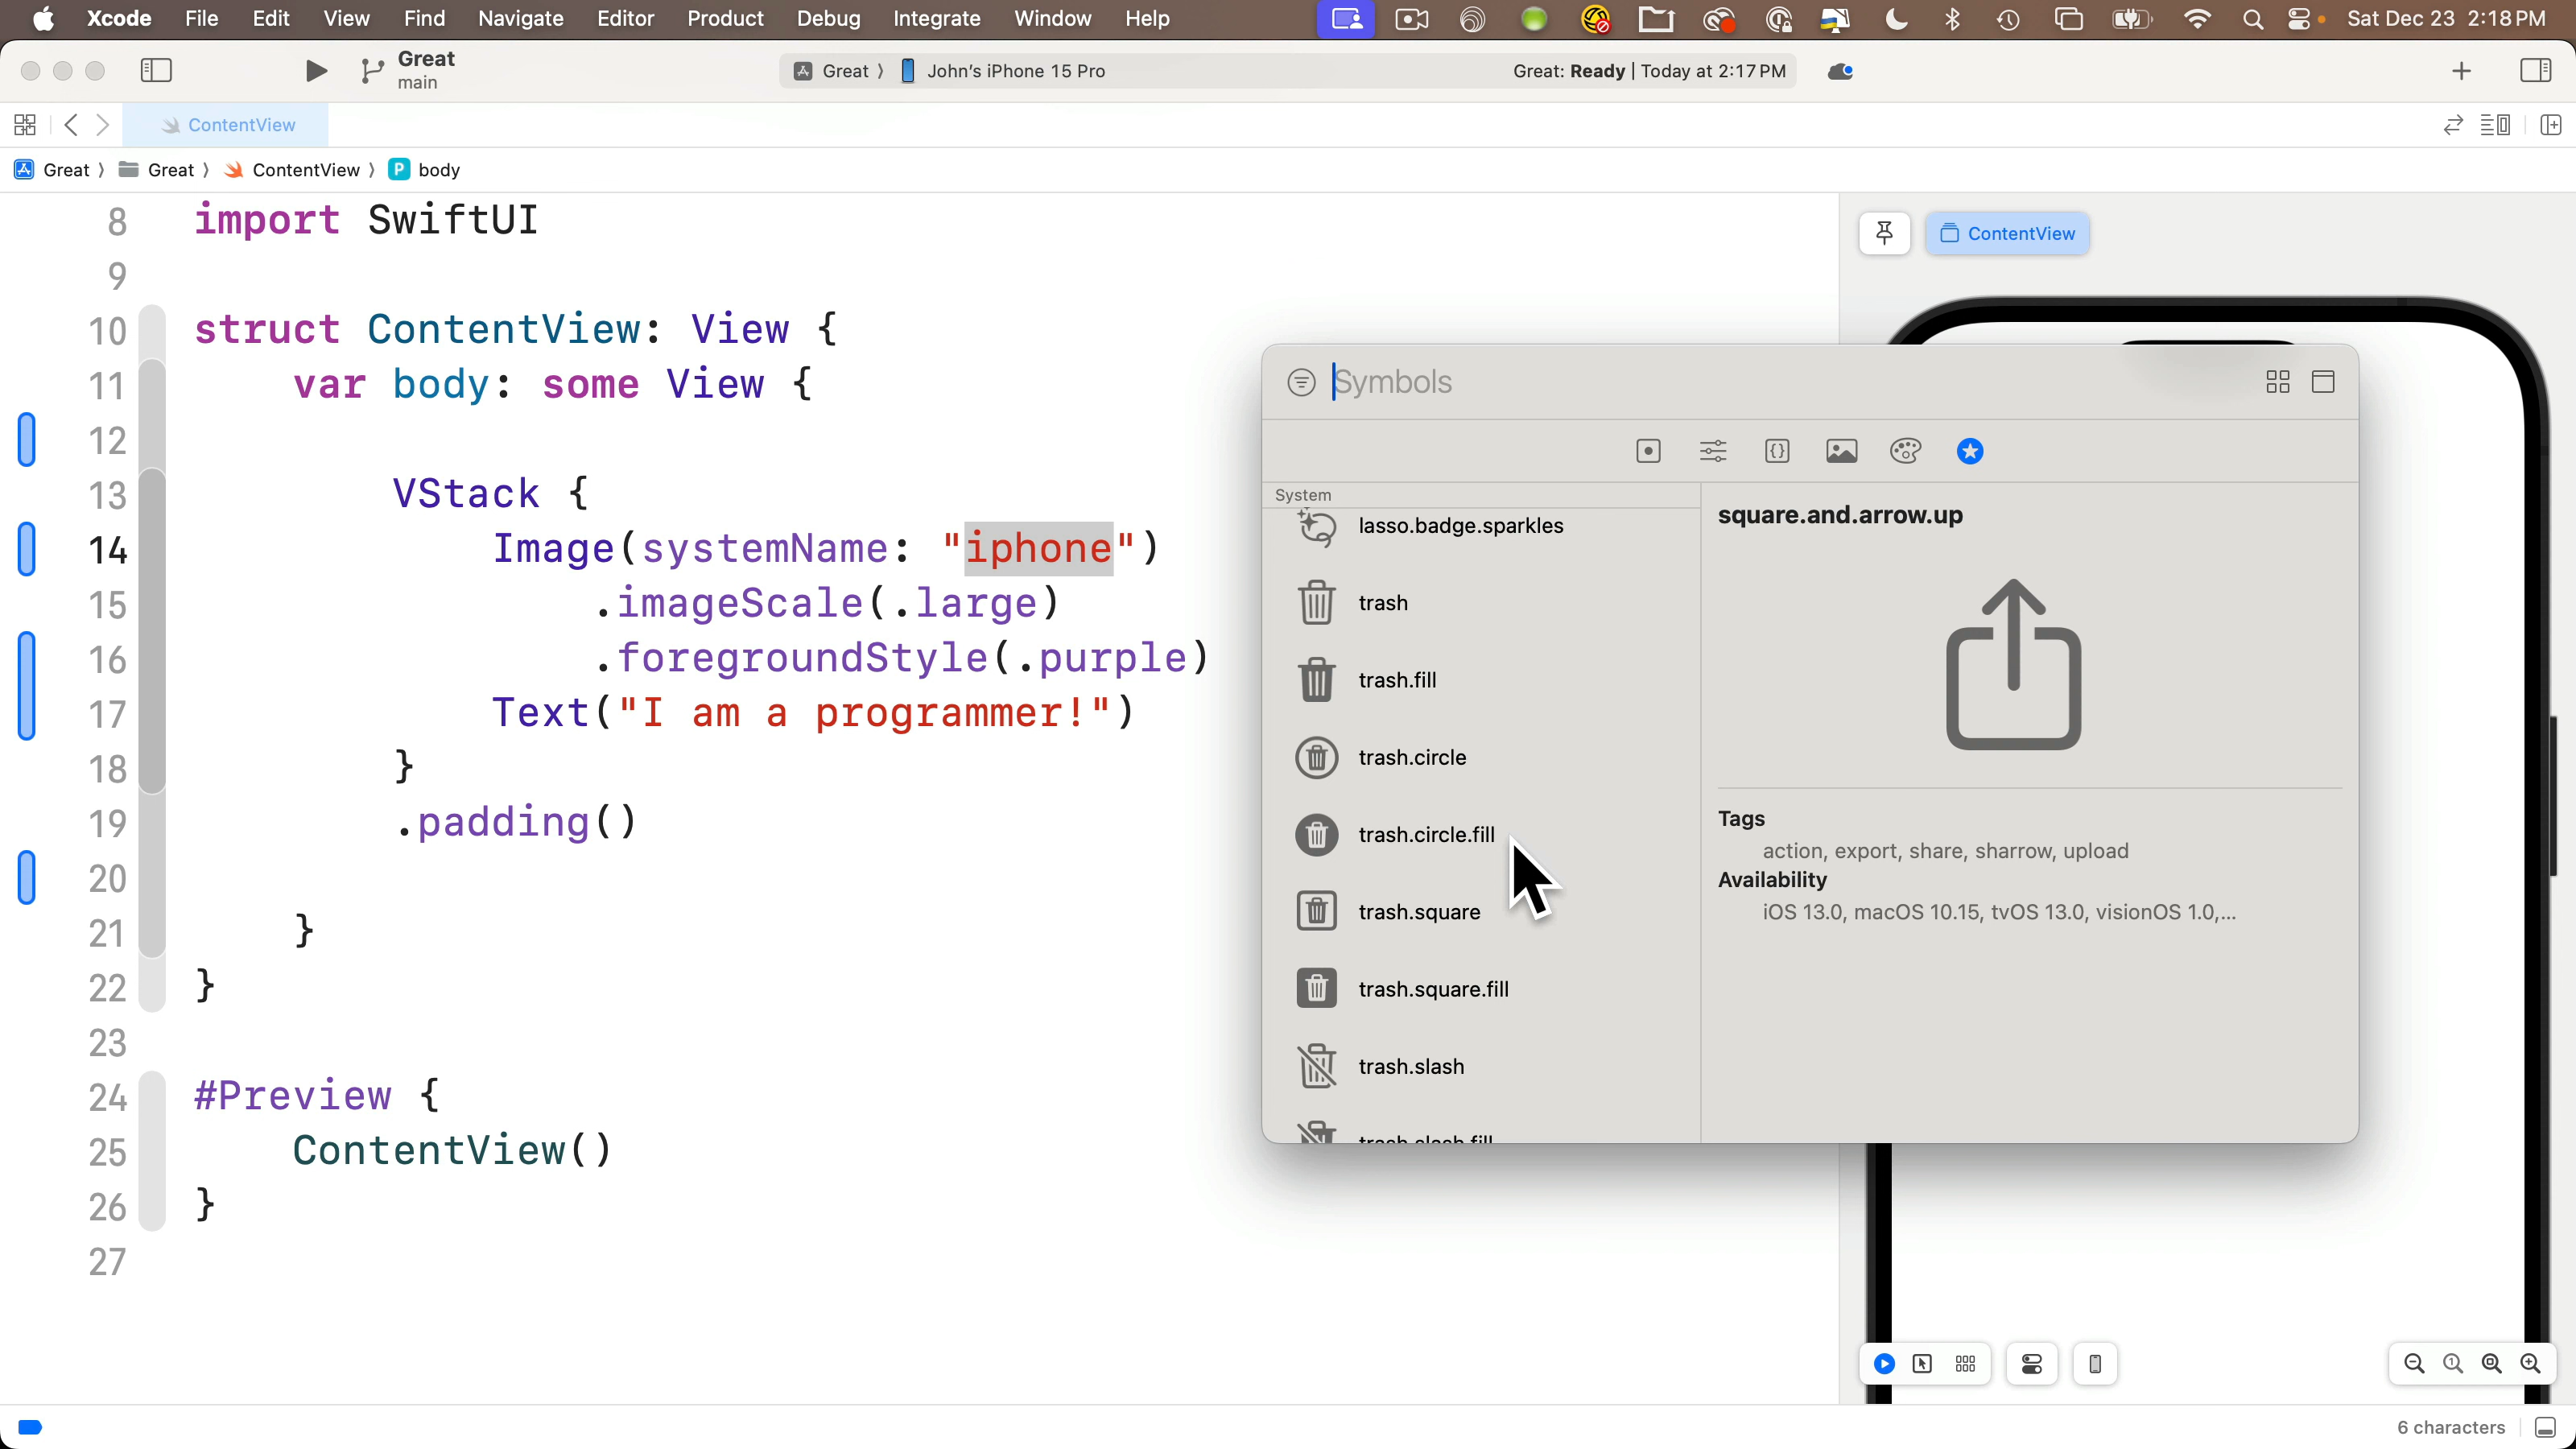 Xcode File Edit View Find Navigate Editor Product Debug Integrate Window Help Sat Dec 23 2:18 PM
Great
main
Great John's iPhone 15 Pro Great: Ready | Today at 2:17 PM
ContentView
Great Great ContentView P body
8 import SwiftUI
9
10 struct ContentView: View {
11 var body: some View {
12
13 VStack {
14 Image(systemName: "iphone")
15 .imageScale(.large)
16 .foregroundStyle(.purple)
17 Text("I am a programmer!")
18 }
19 .padding()
20
21 }
22 }
23
24 #Preview {
25 ContentView()
26 }
27
ContentView
Symbols
System
lasso.badge.sparkles
trash
trash.fill
trash.circle
trash.circle.fill
trash.square
trash.square.fill
trash.slash
trash.slash.fill
square.and.arrow.up
Tags
action, export, share, sharrow, upload
Availability
iOS 13.0, macOS 10.15, tvOS 13.0, visionOS 1.0,...
6 characters